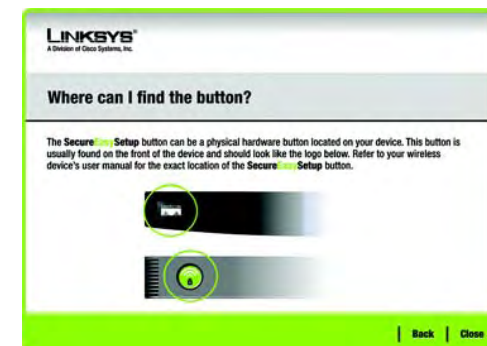 LINKSYS®
A Division of Cisco Systems, Inc.
Where can I find the button?
The SecureEasySetup button can be a physical hardware button located on your device. This button is
usually found on the front of the device and should look like the logo below. Refer to your wireless
device's user manual for the exact location of the SecureEasySetup button.
Back | Close